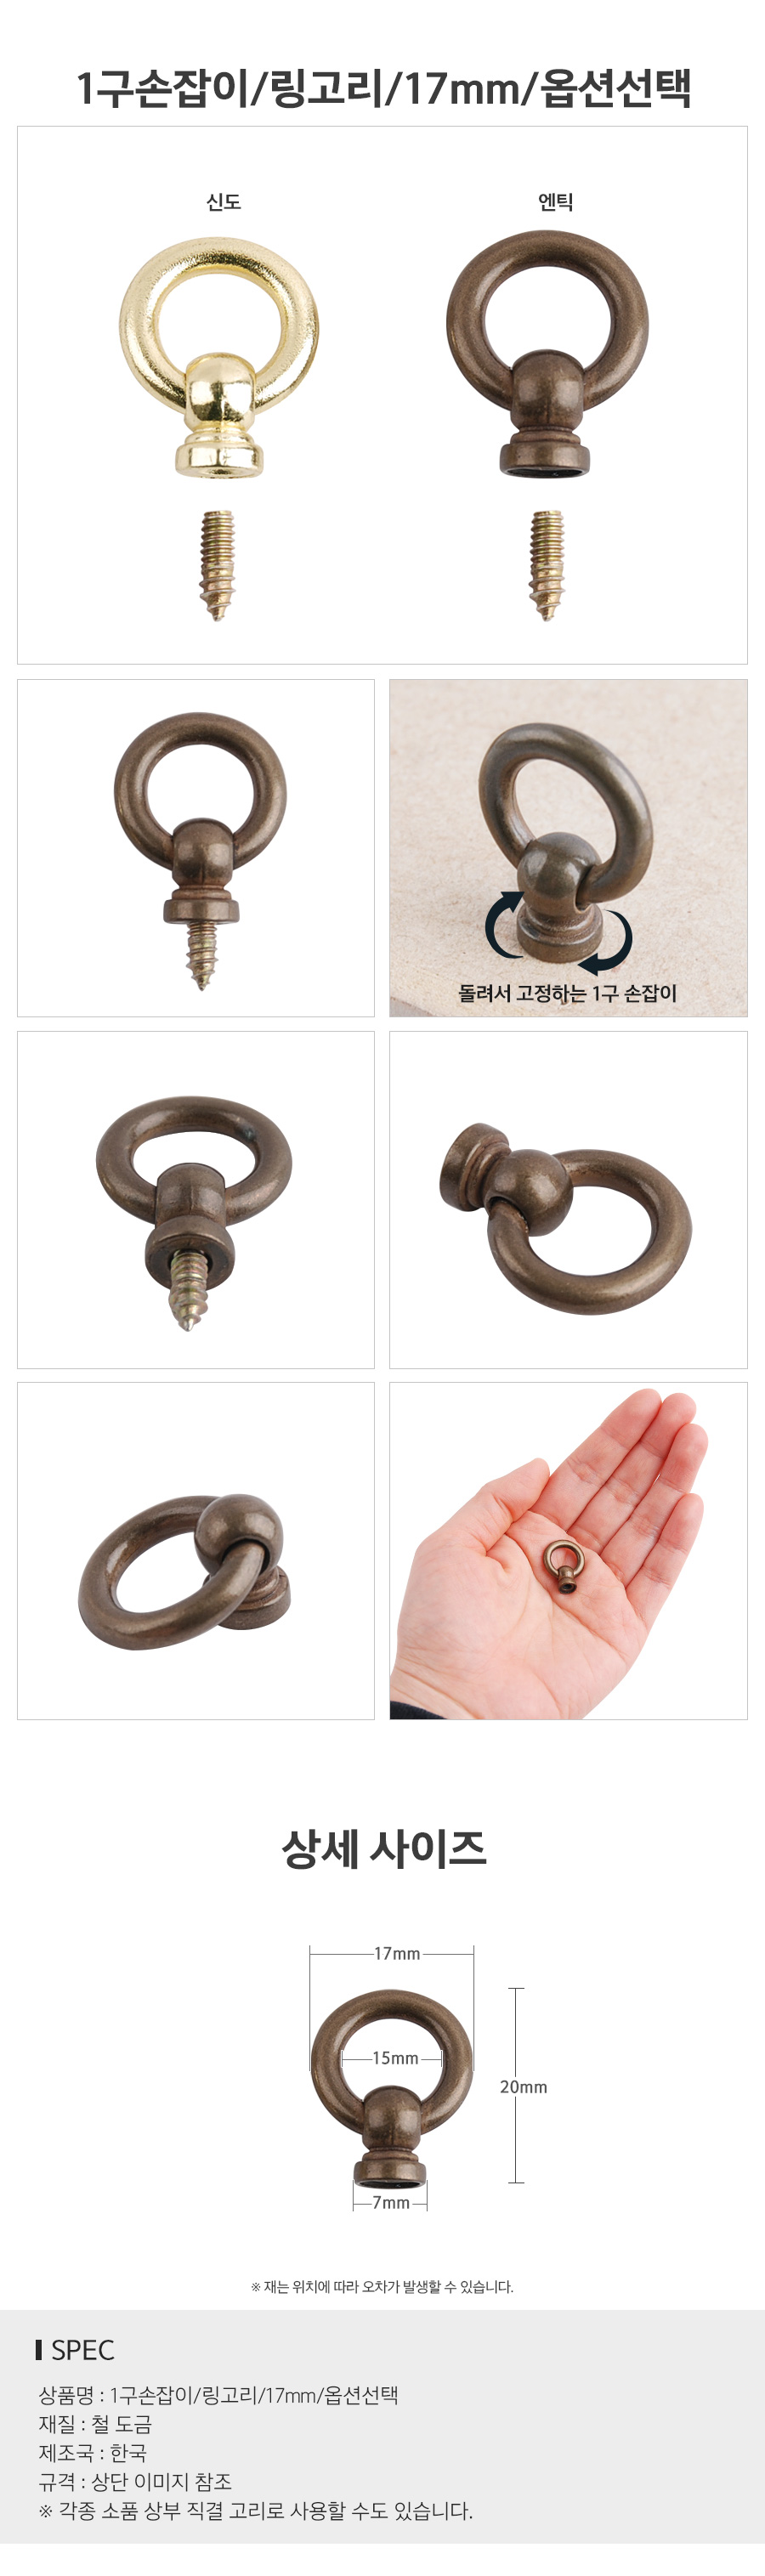 1구손잡이/링고리/17mm/옵션선택
신도
엔틱
돌려서 고정하는 1구 손잡이
상세 사이즈
17mm
15mm
20mm
7mm
※ 재는 위치에 따라 오차가 발생할 수 있습니다.
SPEC
상품명 : 1구손잡이/링고리/17mm/옵션선택
재질 : 철 도금
제조국 : 한국
규격 : 상단 이미지 참조
※ 각종 소품 상부 직결 고리로 사용할 수도 있습니다.